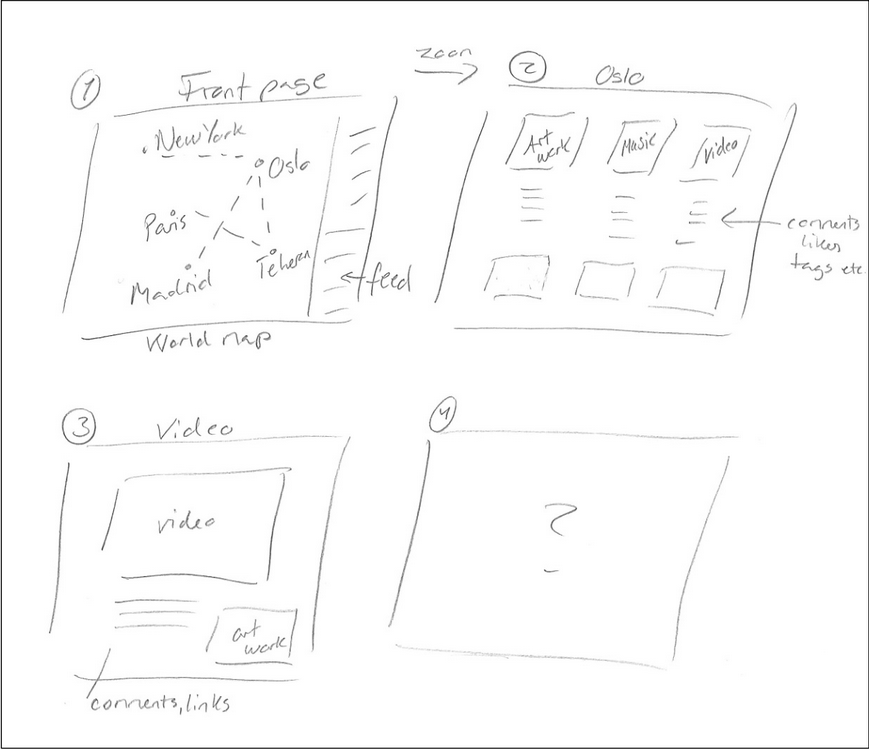 1
Front page
zoom
2
Oslo
New York
Oslo
Paris
Teheran
Madrid
feed
World map
Art
work
Music
Video
comments
likes
tags etc.
3
Video
video
art
work
comments, links
4
?